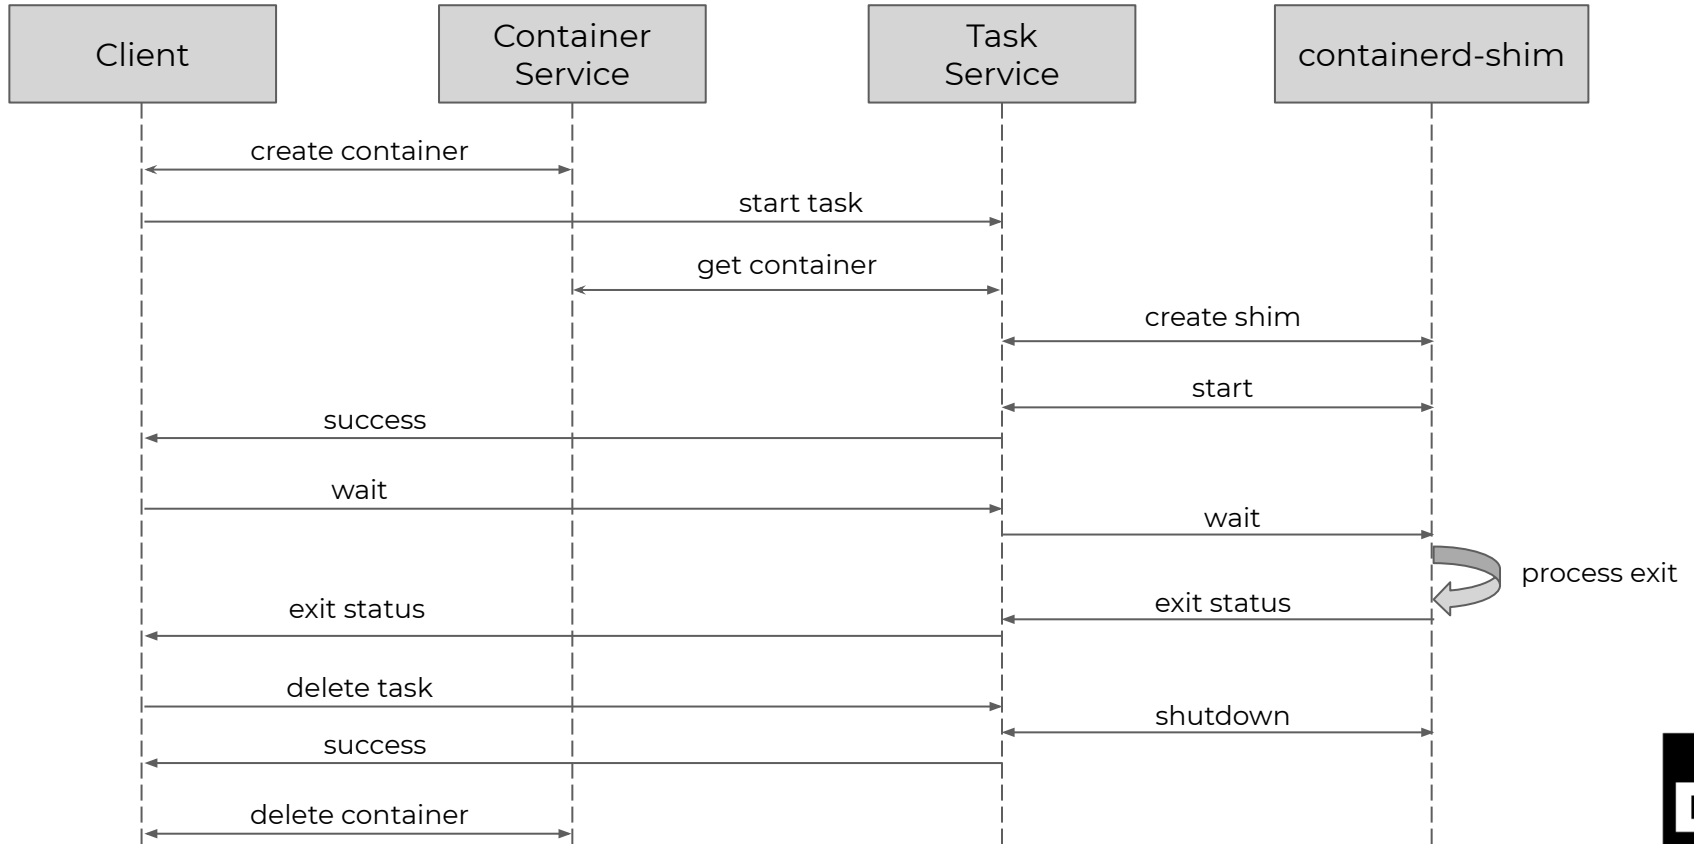 Client
Container
Service
Task
Service
containerd-shim
create container
start task
get container
create shim
start
success
wait
wait
process exit
exit status
exit status
delete task
shutdown
success
delete container